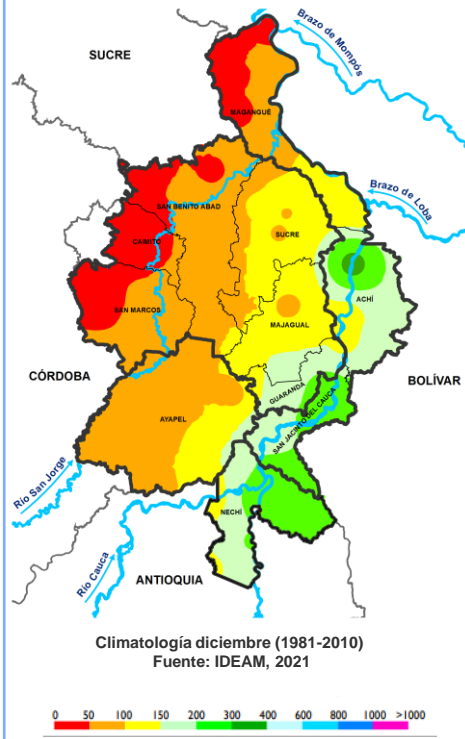 SUCRE
Brazo de Mompós
MAGANGUÉ
Brazo de Loba
SAN BENITO ABAD
CAIMITO
SUCRE
ACHÍ
SAN MARCOS
MAJAGUAL
CÓRDOBA
GUARANDA
BOLÍVAR
AYAPEL
SAN JACINTO DEL CAUCA
Río San Jorge
NECHÍ
Río Cauca
ANTIOQUIA
Climatología diciembre (1981-2010)
Fuente: IDEAM, 2021
0 50 100 150 200 300 400 600 800 1000 >1000